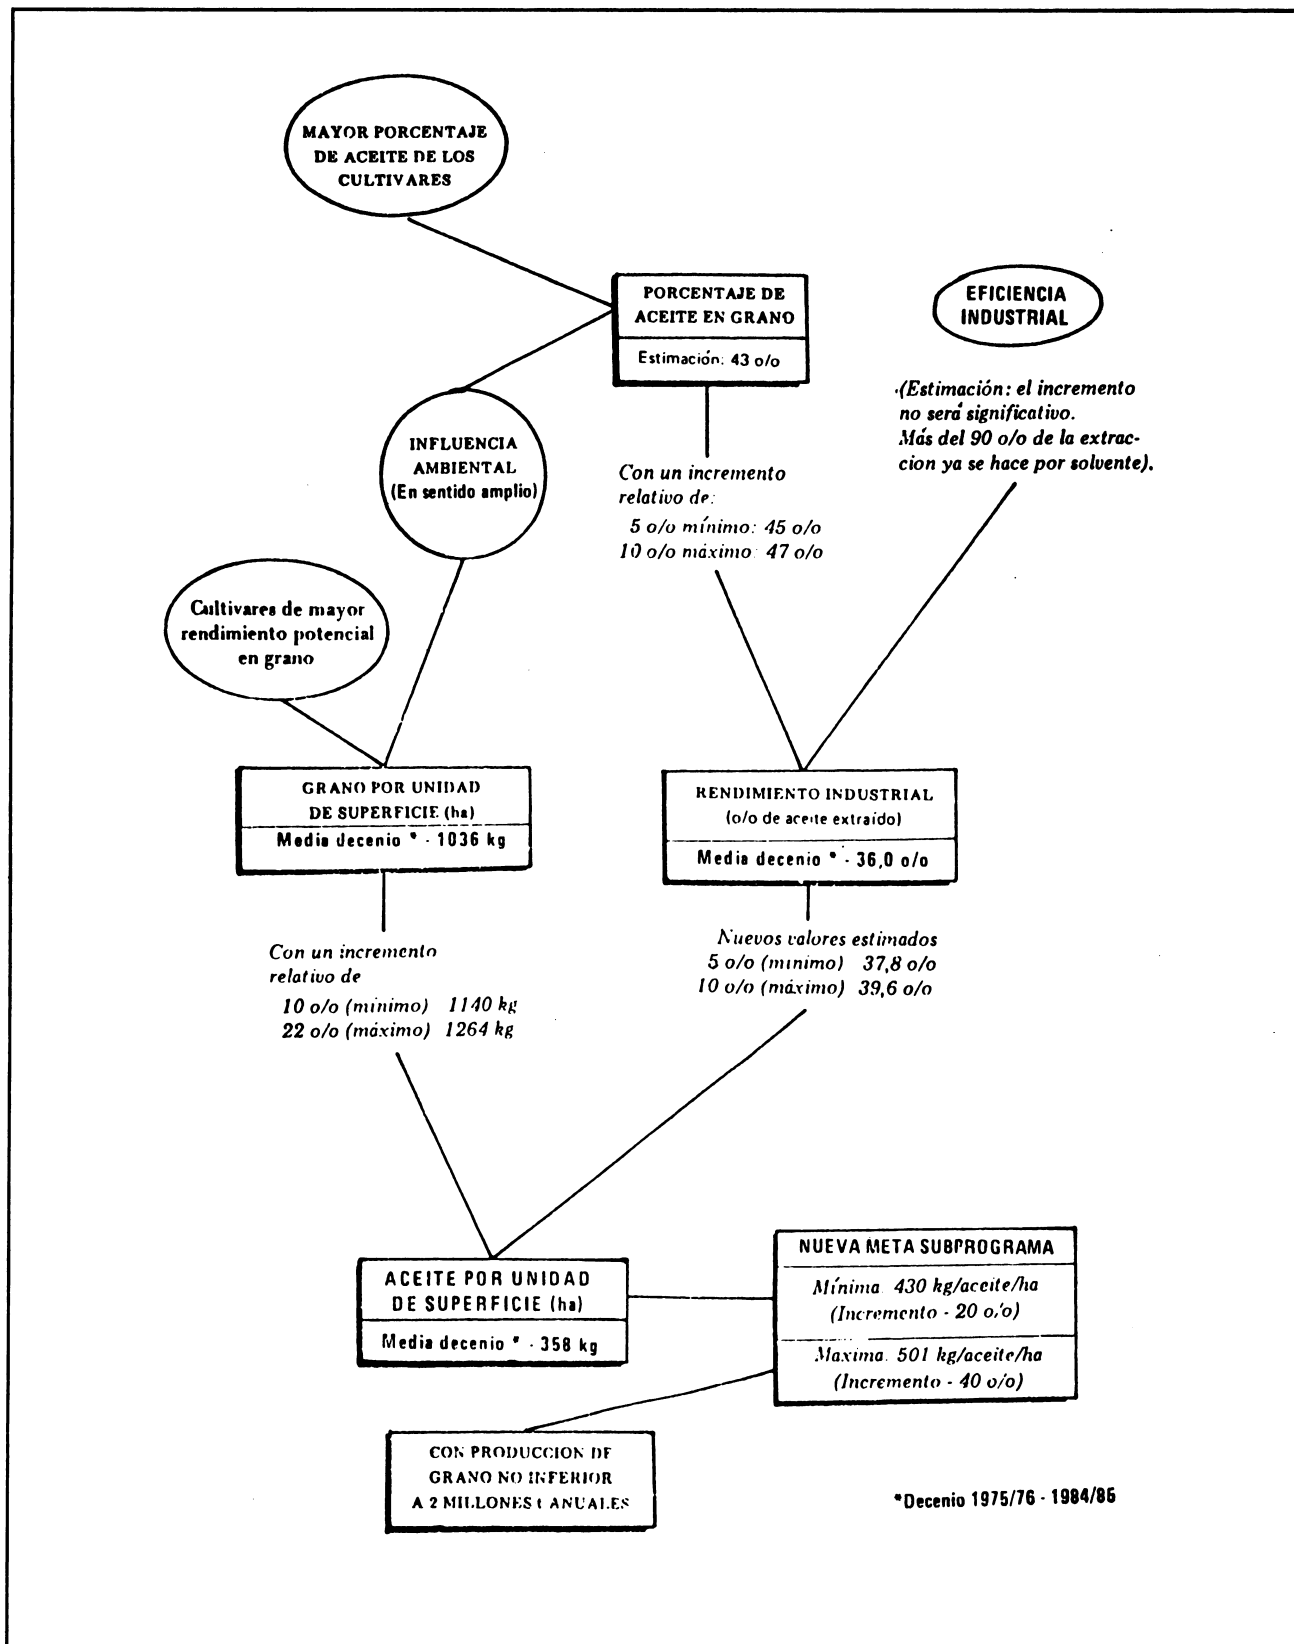 MAYOR PORCENTAJE
DE ACEITE DE LOS
CULTIVARES
PORCENTAJE DE
ACEITE EN GRANO
Estimación: 43 o/o
EFICIENCIA
INDUSTRIAL
(Estimación: el incremento
no será significativo.
Más del 90 o/o de la extrac-
cion ya se hace por solvente).
INFLUENCIA
AMBIENTAL
(En sentido amplio)
Con un incremento
relativo de:
5 o/o mínimo: 45 o/o
10 o/o máximo: 47 o/o
Cultivares de mayor
rendimiento potencial
en grano
GRANO POR UNIDAD
DE SUPERFICIE (ha)
Media decenio * - 1036 kg
RENDIMIENTO INDUSTRIAL
(o/o de aceite extraído)
Media decenio * - 36,0 o/o
Con un incremento
relativo de
10 o/o (mínimo) 1140 kg
22 o/o (máximo) 1264 kg
Nuevos valores estimados
5 o/o (mínimo) 37,8 o/o
10 o/o (máximo) 39,6 o/o
ACEITE POR UNIDAD
DE SUPERFICIE (ha)
Media decenio * - 358 kg
NUEVA META SUBPROGRAMA
Mínima. 430 kg/aceite/ha
(Incremento - 20 o/o)
Maxima. 501 kg/aceite/ha
(Incremento - 40 o/o)
CON PRODUCCION DE
GRANO NO INFERIOR
A 2 MILLONES t ANUALES
*Decenio 1975/76 - 1984/85